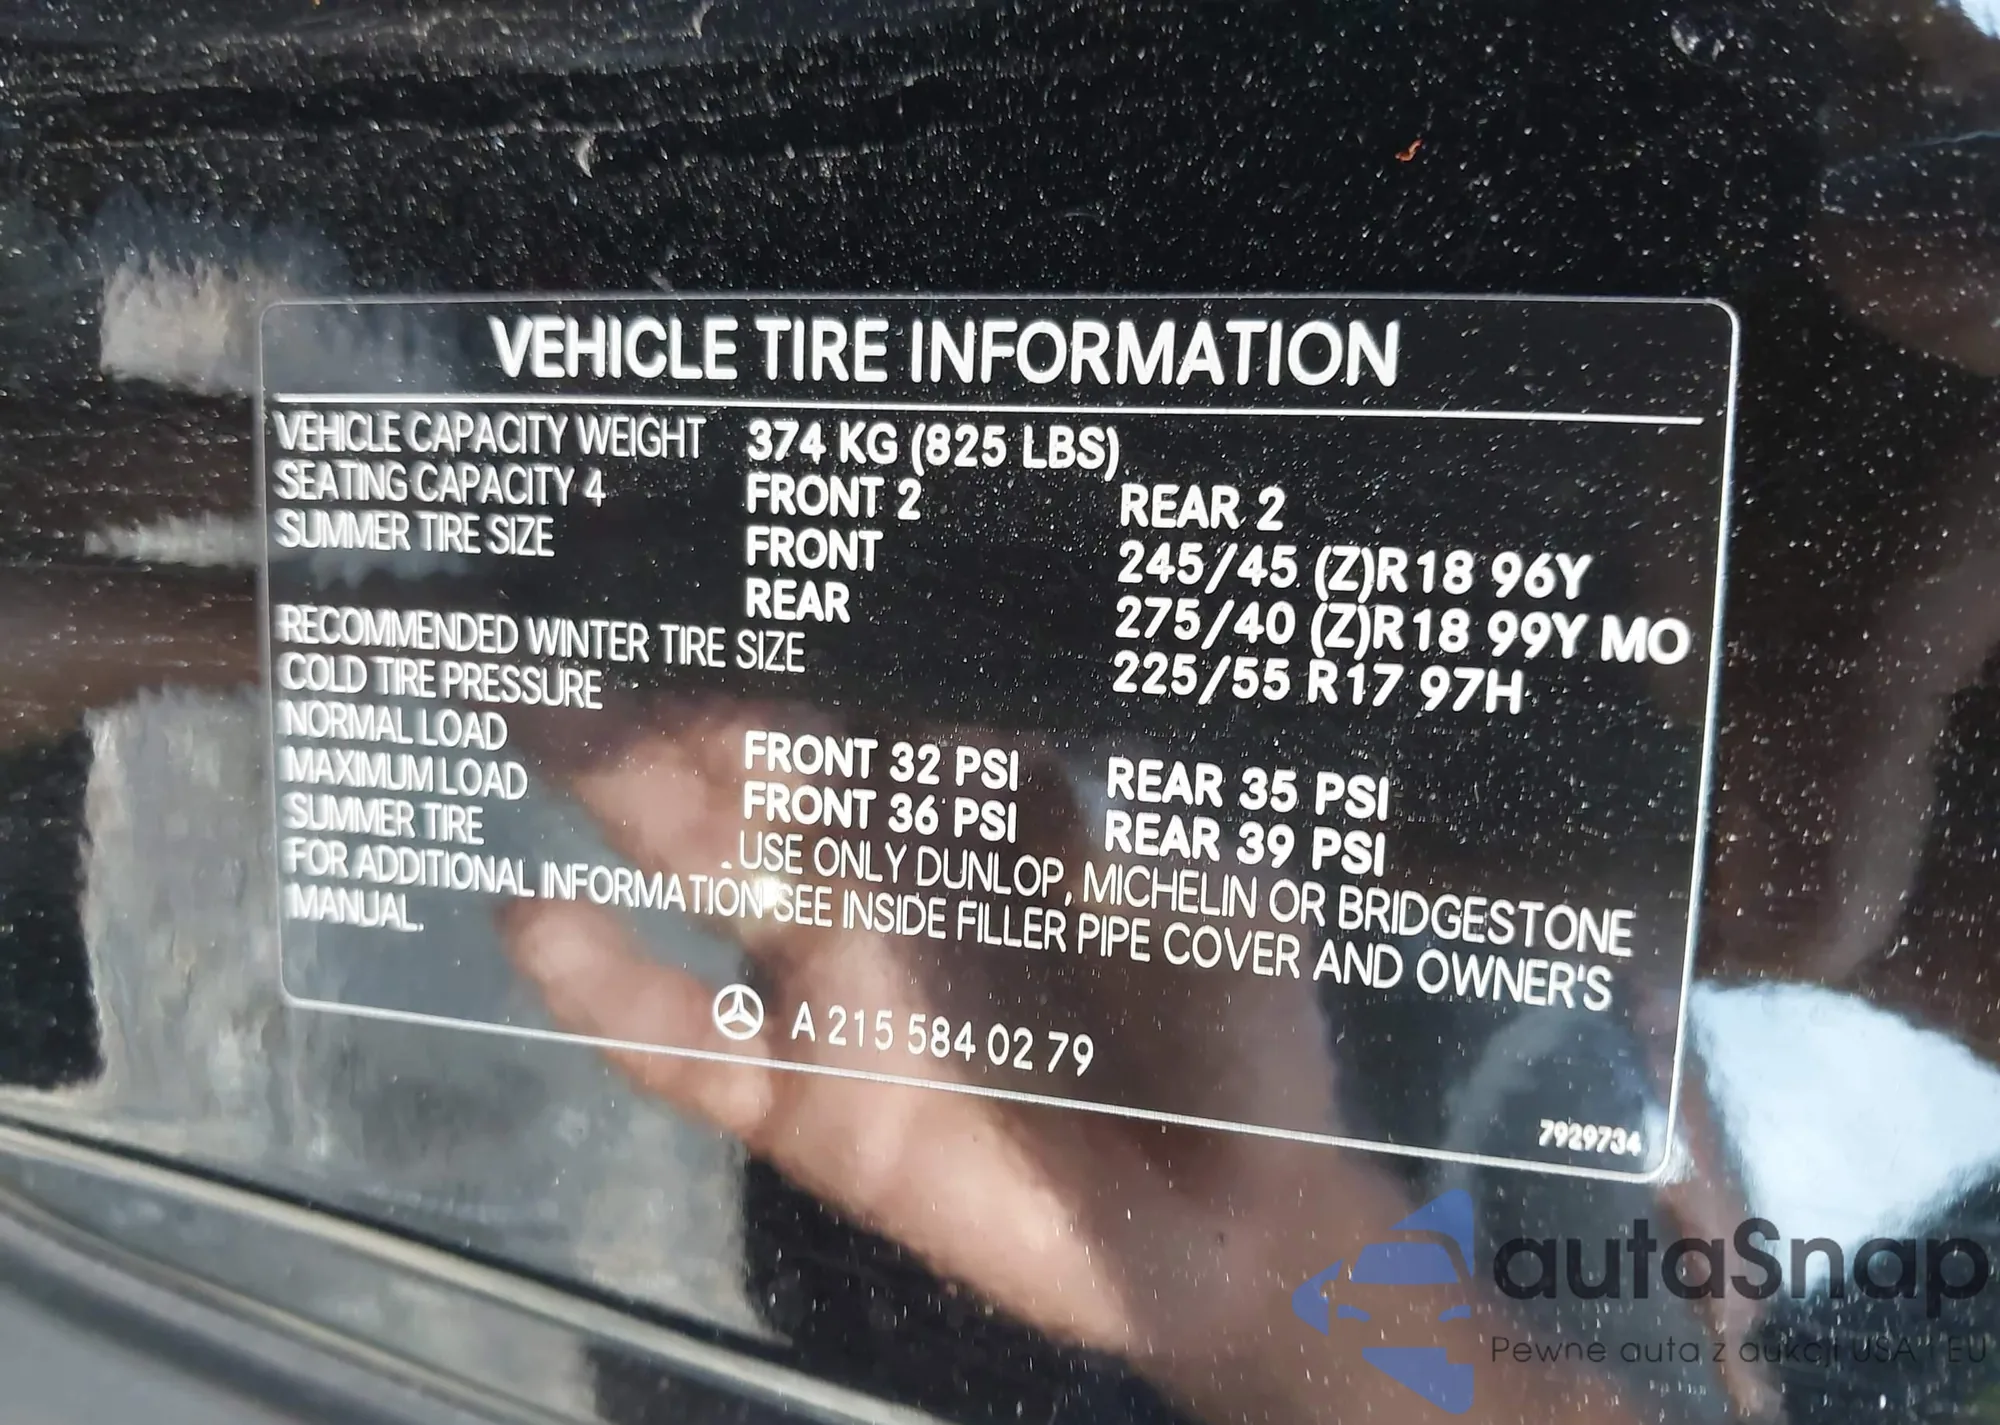 VEHICLE TIRE INFORMATION
VEHICLE CAPACITY WEIGHT 374 KG (825 LBS)
SEATING CAPACITY 4 FRONT 2 REAR 2
SUMMER TIRE SIZE FRONT 245/45 (Z)R18 96Y
REAR 275/40 (Z)R18 99Y MO
RECOMMENDED WINTER TIRE SIZE 225/55 R17 97H
COLD TIRE PRESSURE
NORMAL LOAD FRONT 32 PSI REAR 35 PSI
MAXIMUM LOAD FRONT 36 PSI REAR 39 PSI
SUMMER TIRE USE ONLY DUNLOP, MICHELIN OR BRIDGESTONE
FOR ADDITIONAL INFORMATION SEE INSIDE FILLER PIPE COVER AND OWNER'S
MANUAL.
A 215 584 02 79
7929734
autaSnap
Pewne auta z aukcji USA i EU